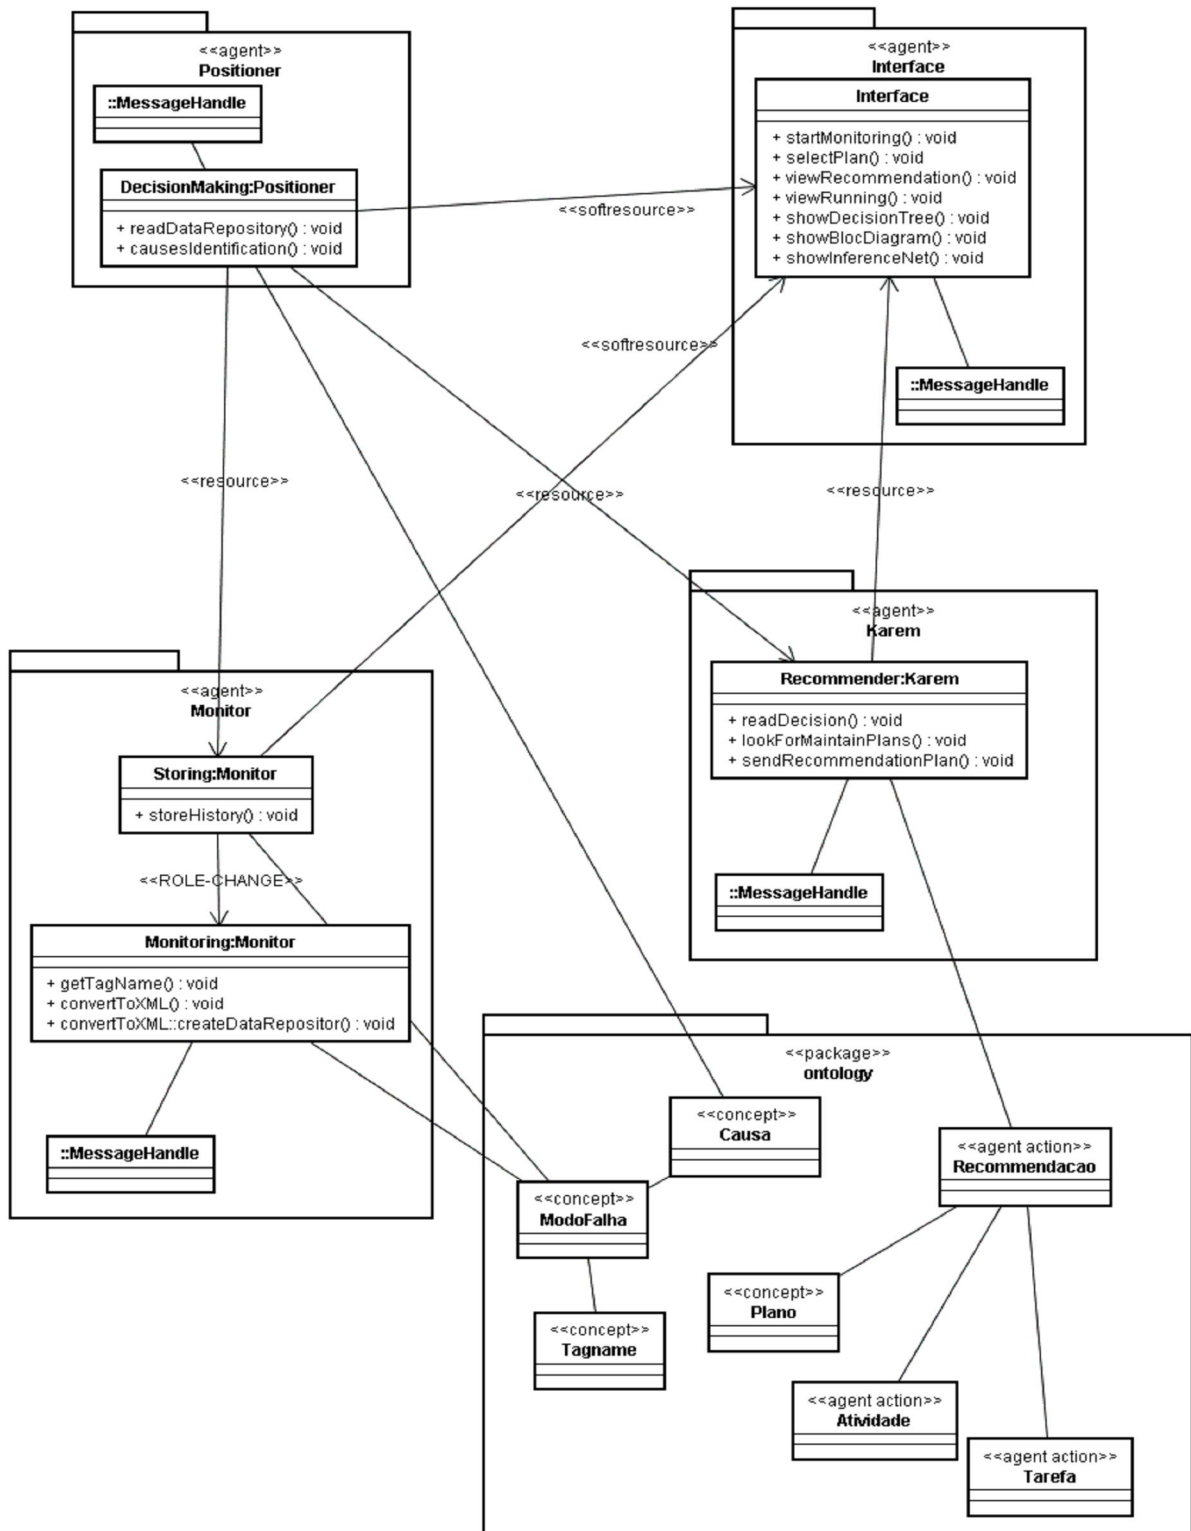 <<agent>>
Positioner
::MessageHandle
DecisionMaking:Positioner
+ readDataRepository() : void
+ causesIdentification() : void
<<agent>>
Interface
Interface
+ startMonitoring() : void
+ selectPlan() : void
+ viewRecommendation() : void
+ viewRunning() : void
+ showDecisionTree() : void
+ showBlocDiagram() : void
+ showInferenceNet() : void
::MessageHandle
<<softresource>>
<<softresource>>
<<resource>>
<<resource>>
<<resource>>
<<agent>>
Karem
Recommender:Karem
+ readDecision() : void
+ lookForMaintainPlans() : void
+ sendRecommendationPlan() : void
::MessageHandle
<<agent>>
Monitor
Storing:Monitor
+ storeHistory() : void
<<ROLE-CHANGE>>
Monitoring:Monitor
+ getTagName() : void
+ convertToXML() : void
+ convertToXML::createDataRepositor() : void
::MessageHandle
<<package>>
ontology
<<concept>>
Causa
<<agent action>>
Recommendacao
<<concept>>
ModoFalha
<<concept>>
Plano
<<concept>>
Tagname
<<agent action>>
Atividade
<<agent action>>
Tarefa